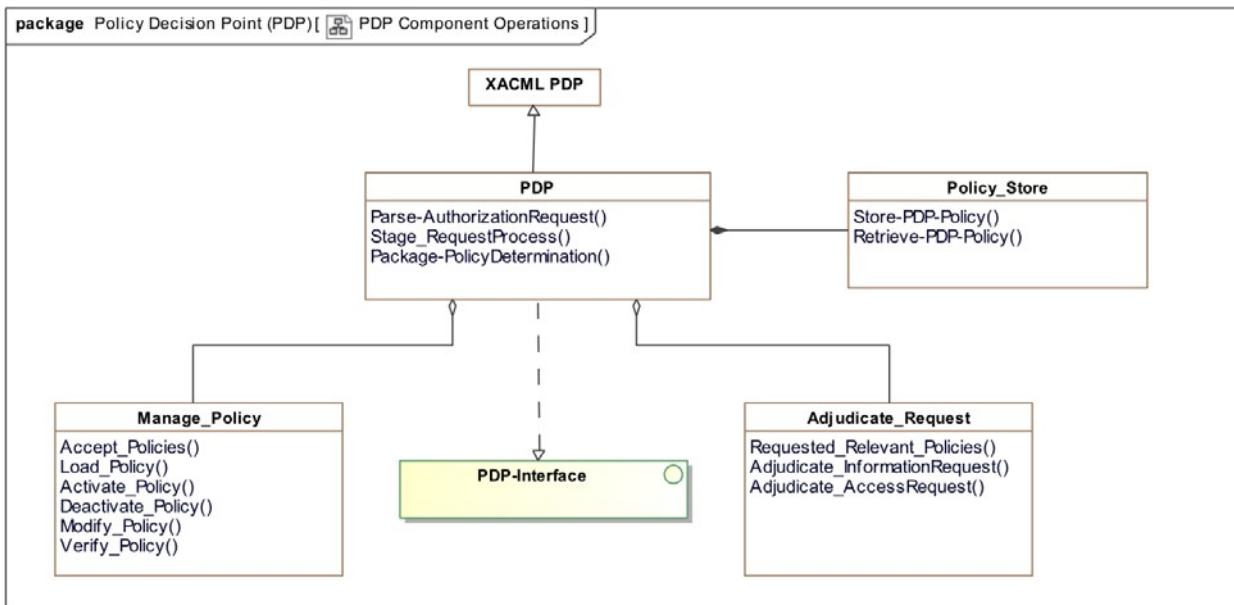 package Policy Decision Point (PDP) [ PDP Component Operations ]
XACML PDP
PDP
Parse-AuthorizationRequest()
Stage_RequestProcess()
Package-PolicyDetermination()
Policy_Store
Store-PDP-Policy()
Retrieve-PDP-Policy()
Manage_Policy
Accept_Policies()
Load_Policy()
Activate_Policy()
Deactivate_Policy()
Modify_Policy()
Verify_Policy()
PDP-Interface
Adjudicate_Request
Requested_Relevant_Policies()
Adjudicate_InformationRequest()
Adjudicate_AccessRequest()